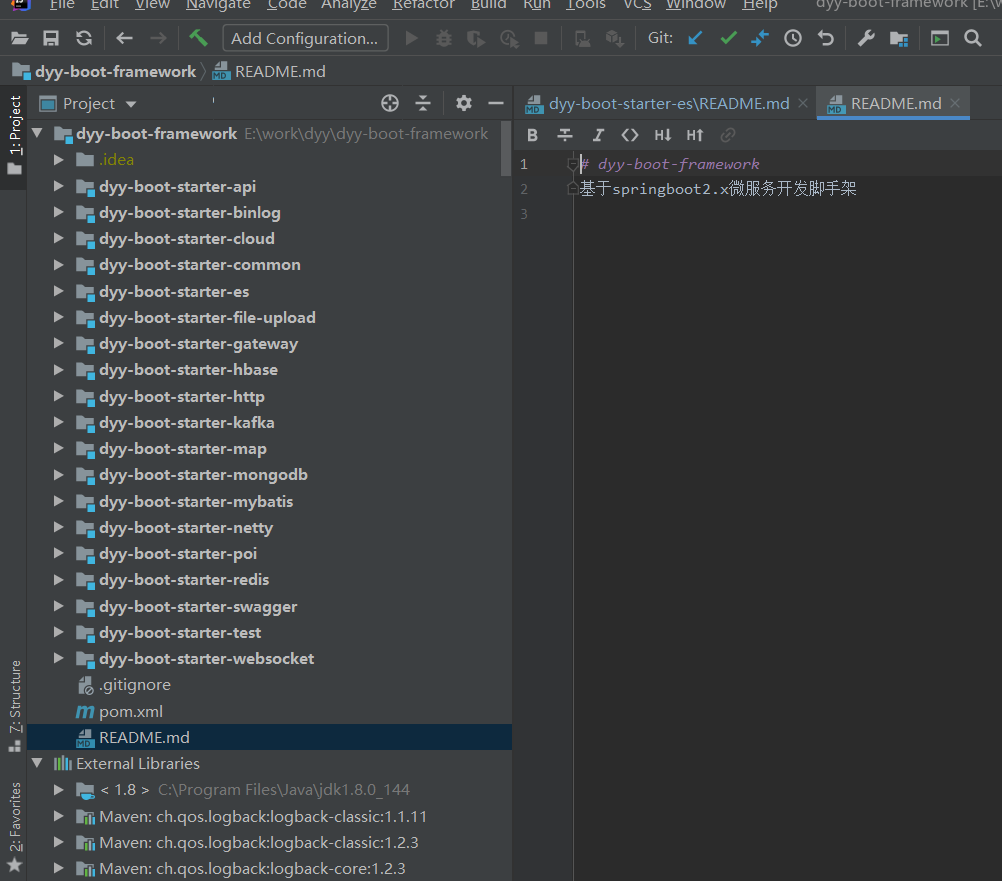 File Edit View Navigate Code Analyze Refactor Build Run Tools VCS Window Help dyy-boot-framework [E:\w
Add Configuration... Git:
dyy-boot-framework README.md
1: Project
Project
dyy-boot-starter-es\README.md
README.md
dyy-boot-framework E:\work\dyy\dyy-boot-framework
.idea
dyy-boot-starter-api
dyy-boot-starter-binlog
dyy-boot-starter-cloud
dyy-boot-starter-common
dyy-boot-starter-es
dyy-boot-starter-file-upload
dyy-boot-starter-gateway
dyy-boot-starter-hbase
dyy-boot-starter-http
dyy-boot-starter-kafka
dyy-boot-starter-map
dyy-boot-starter-mongodb
dyy-boot-starter-mybatis
dyy-boot-starter-netty
dyy-boot-starter-poi
dyy-boot-starter-redis
dyy-boot-starter-swagger
dyy-boot-starter-test
dyy-boot-starter-websocket
.gitignore
pom.xml
README.md
External Libraries
< 1.8 > C:\Program Files\Java\jdk1.8.0_144
Maven: ch.qos.logback:logback-classic:1.1.11
Maven: ch.qos.logback:logback-classic:1.2.3
Maven: ch.qos.logback:logback-core:1.2.3
7: Structure
2: Favorites
B I <> H↓ H↑
1 # dyy-boot-framework
2 基于springboot2.x微服务开发脚手架
3